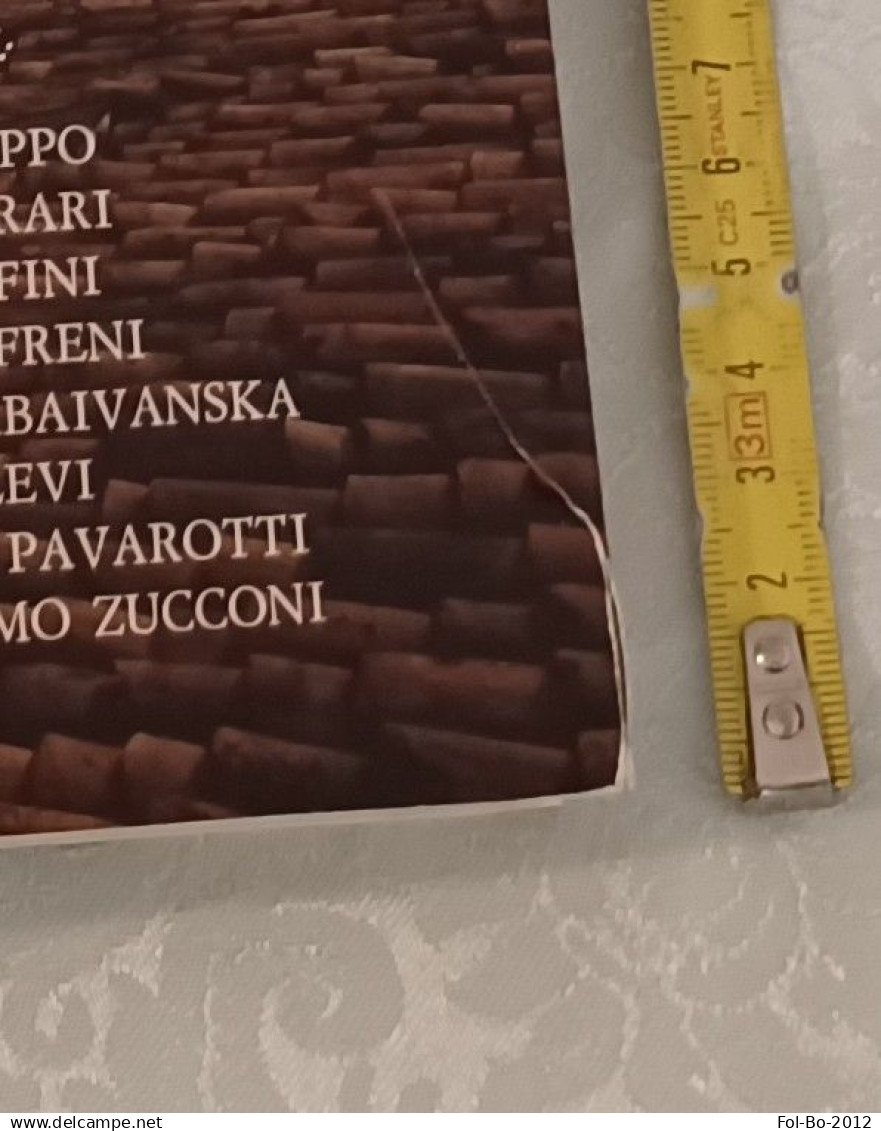 PPO
RARI
FINI
FRENI
BAIVANSKA
LEVI
PAVAROTTI
MO ZUCCONI
7
STANLEY
6
C25
5
4
3m
3
2
delcampe.net
Fol-Bo-2012